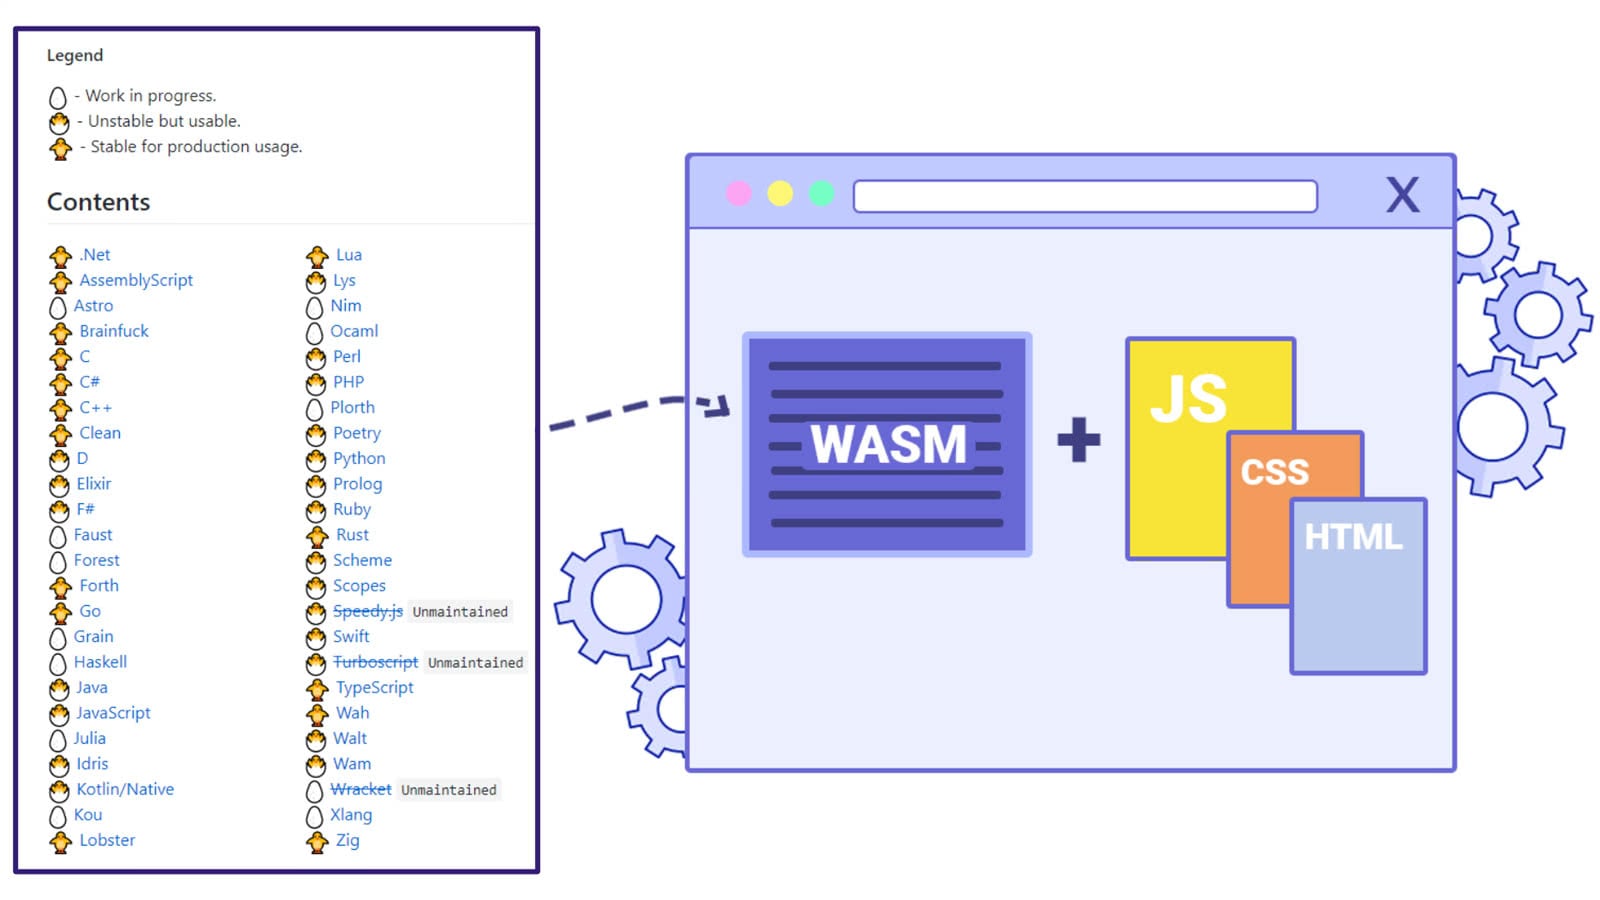 Legend
- Work in progress.
- Unstable but usable.
- Stable for production usage.
Contents
.Net
AssemblyScript
Astro
Brainfuck
C
C#
C++
Clean
D
Elixir
F#
Faust
Forest
Forth
Go
Grain
Haskell
Java
JavaScript
Julia
Idris
Kotlin/Native
Kou
Lobster
Lua
Lys
Nim
Ocaml
Perl
PHP
Plorth
Poetry
Python
Prolog
Ruby
Rust
Scheme
Scopes
Speedy.js Unmaintained
Swift
Turboscript Unmaintained
TypeScript
Wah
Walt
Wam
Wracket Unmaintained
Xlang
Zig
X
WASM
+
JS
CSS
HTML